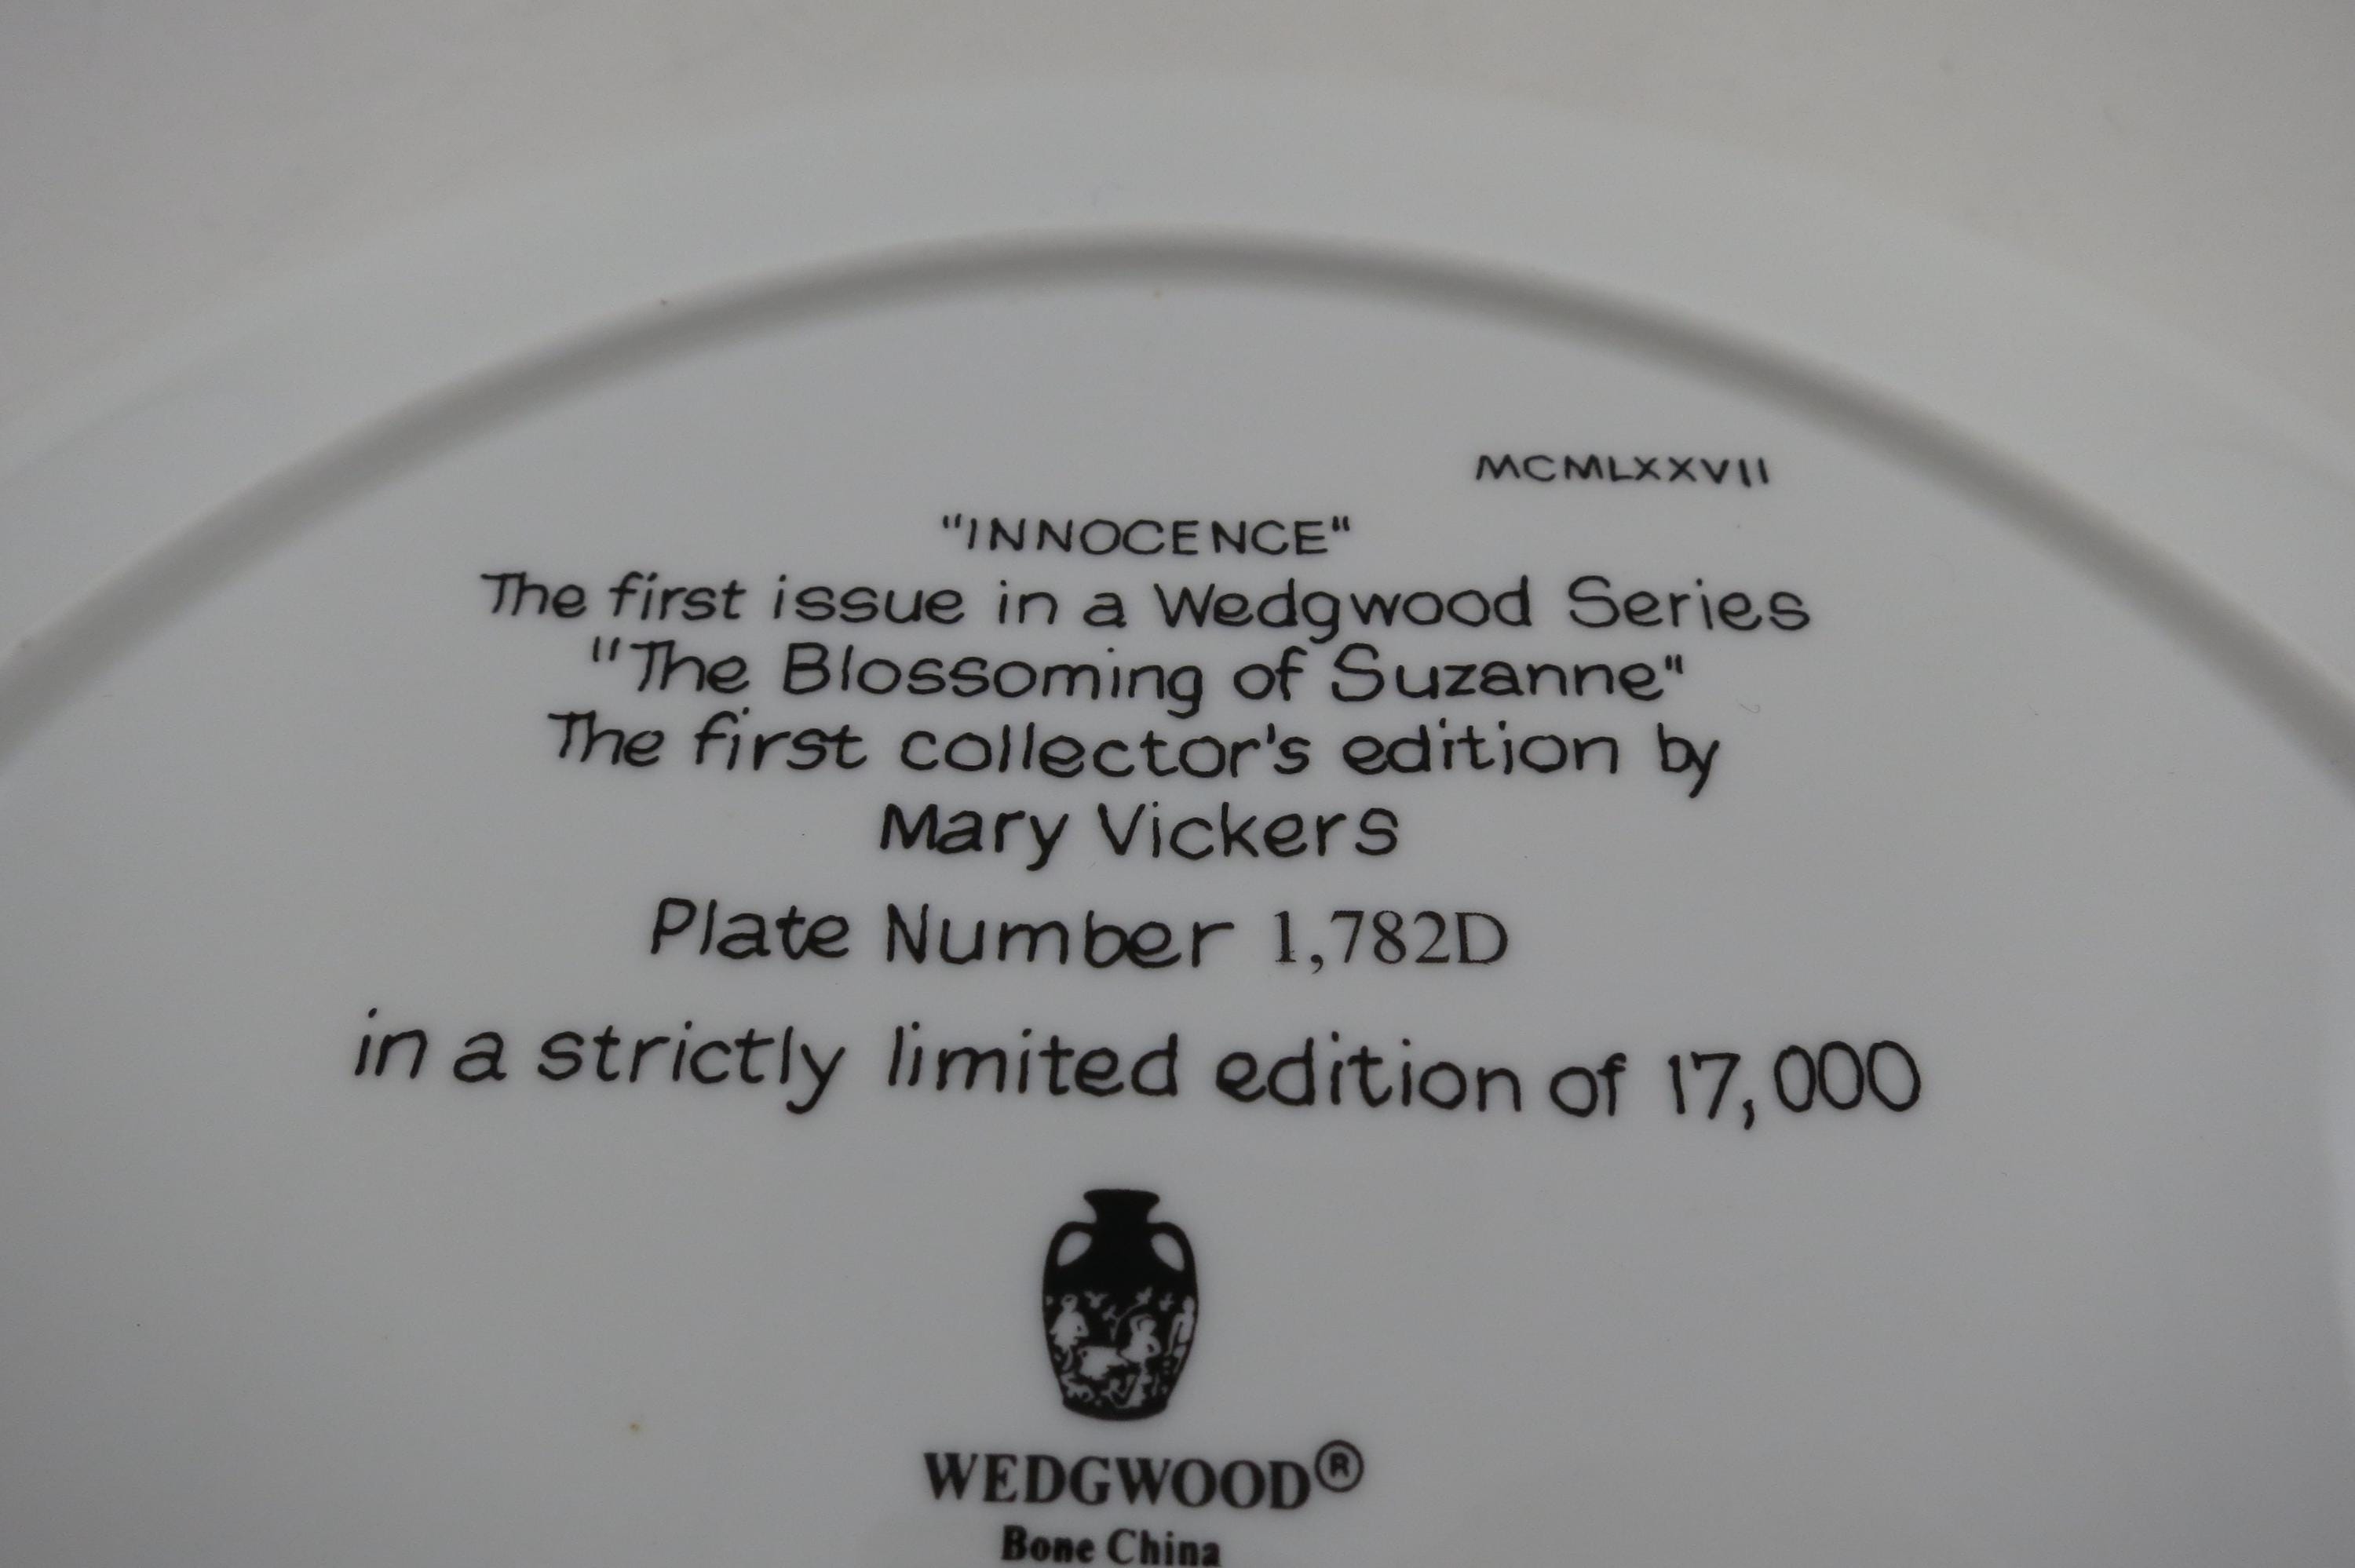 MCMLXXVII
"INNOCENCE"
The first issue in a Wedgwood Series
"The Blossoming of Suzanne"
The first collector's edition by
Mary Vickers
Plate Number 1,782D
in a strictly limited edition of 17,000
WEDGWOOD®
Bone China